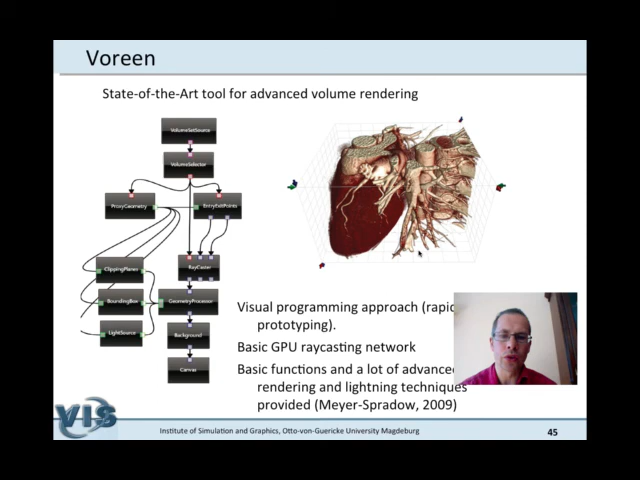 Voreen
State-of-the-Art tool for advanced volume rendering
VolumeSetSource
VolumeSelector
ProxyGeometry
EntryExitPoints
ClippingPlanes
RayCaster
BoundingBox
GeometryProcessor
LightSource
Background
Canvas
Visual programming approach (rapid
prototyping).
Basic GPU raycasting network
Basic functions and a lot of advanced
rendering and lightning techniques
provided (Meyer-Spradow, 2009)
VIS
Institute of Simulation and Graphics, Otto-von-Guericke University Magdeburg
45